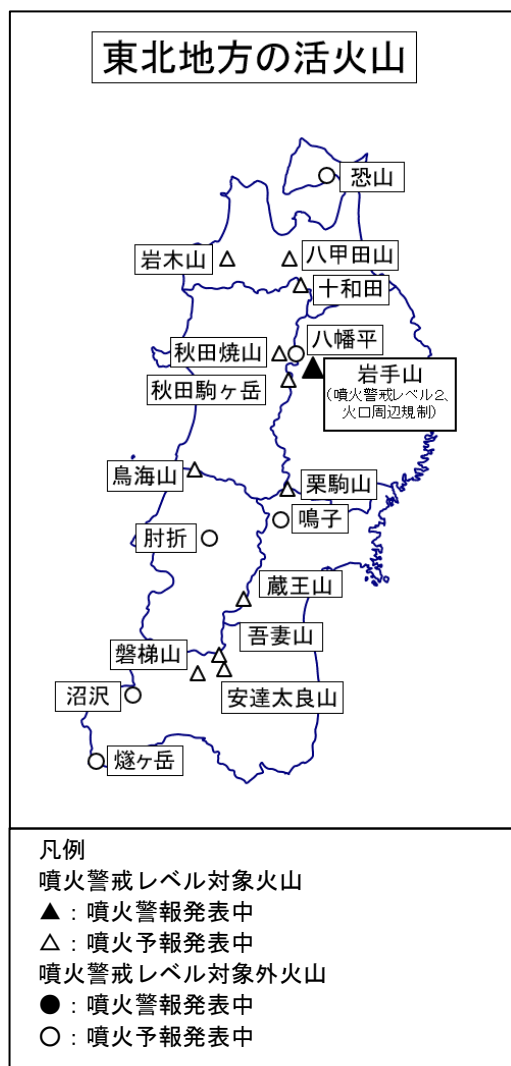 東北地方の活火山
恐山
岩木山
八甲田山
十和田
八幡平
秋田焼山
岩手山
(噴火警戒レベル2、
火口周辺規制)
秋田駒ヶ岳
鳥海山
栗駒山
鳴子
肘折
蔵王山
吾妻山
磐梯山
安達太良山
沼沢
燧ヶ岳
凡例
噴火警戒レベル対象火山
▲：噴火警報発表中
△：噴火予報発表中
噴火警戒レベル対象外火山
●：噴火警報発表中
○：噴火予報発表中